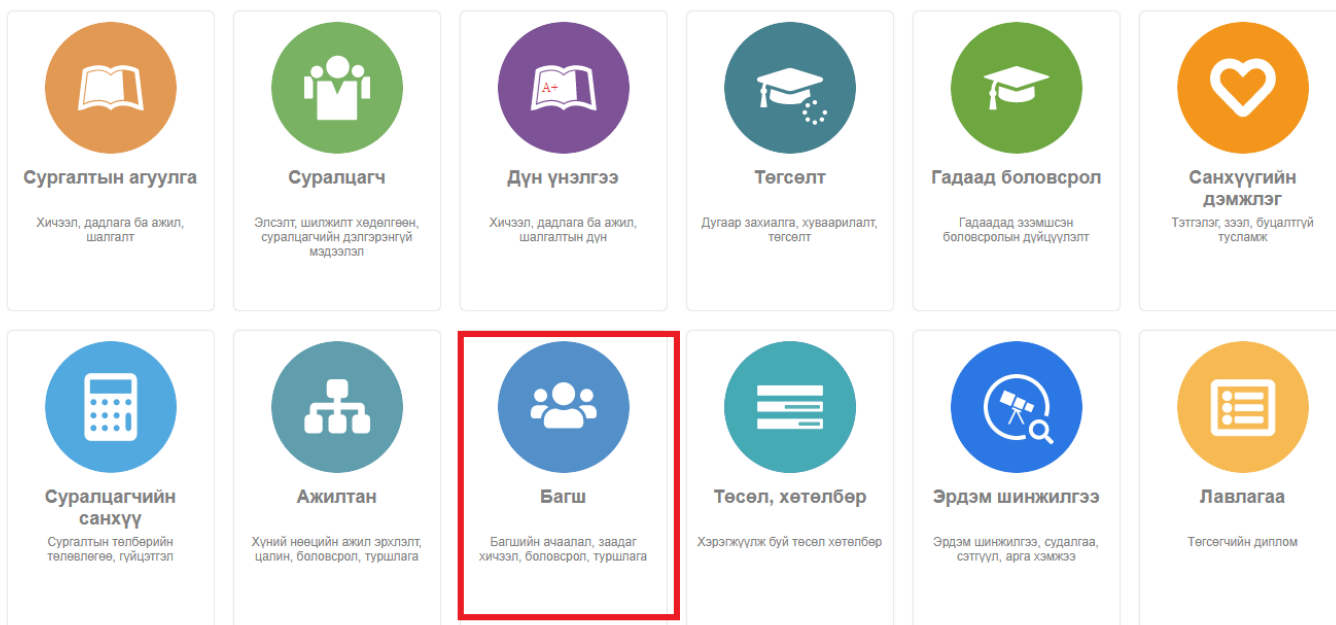 A+
Сургалтын агуулга
Хичээл, дадлага ба ажил,
шалгалт
Суралцагч
Элсэлт, шилжилт хөдөлгөөн,
суралцагчийн дэлгэрэнгүй
мэдээлэл
Дүн үнэлгээ
Хичээл, дадлага ба ажил,
шалгалтын дүн
Төгсөлт
Дугаар захиалга, хуваарилалт,
төгсөлт
Гадаад боловсрол
Гадаадад эзэмшсэн
боловсролын дүйцүүлэлт
Санхүүгийн
дэмжлэг
Тэтгэлэг, зээл, буцалтгүй
тусламж
Суралцагчийн
санхүү
Сургалтын төлбөрийн
төлөвлөгөө, гүйцэтгэл
Ажилтан
Хүний нөөцийн ажил эрхлэлт,
цалин, боловсрол, туршлага
Багш
Багшийн ачаалал, заадаг
хичээл, боловсрол, туршлага
Төсөл, хөтөлбөр
Хэрэгжүүлж буй төсөл хөтөлбөр
Эрдэм шинжилгээ
Эрдэм шинжилгээ, судалгаа,
сэтгүүл, арга хэмжээ
Лавлагаа
Төгсөгчийн диплом